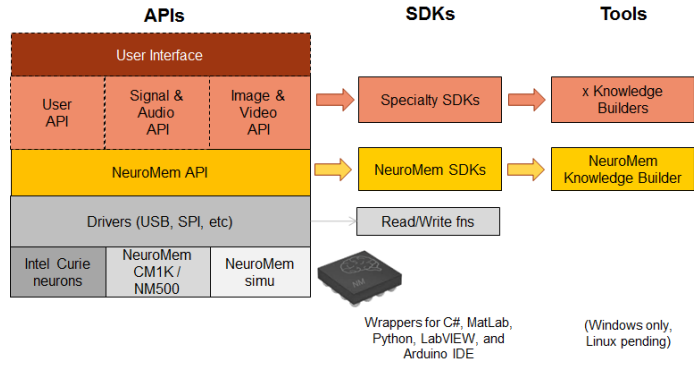 APIs
SDKs
Tools
User Interface
User
API
Signal &
Audio
API
Image &
Video
API
Specialty SDKs
x Knowledge
Builders
NeuroMem API
NeuroMem SDKs
NeuroMem
Knowledge Builder
Drivers (USB, SPI, etc)
Read/Write fns
Intel Curie
neurons
NeuroMem
CM1K /
NM500
NeuroMem
simu
NM
Wrappers for C#, MatLab,
Python, LabVIEW, and
Arduino IDE
(Windows only,
Linux pending)